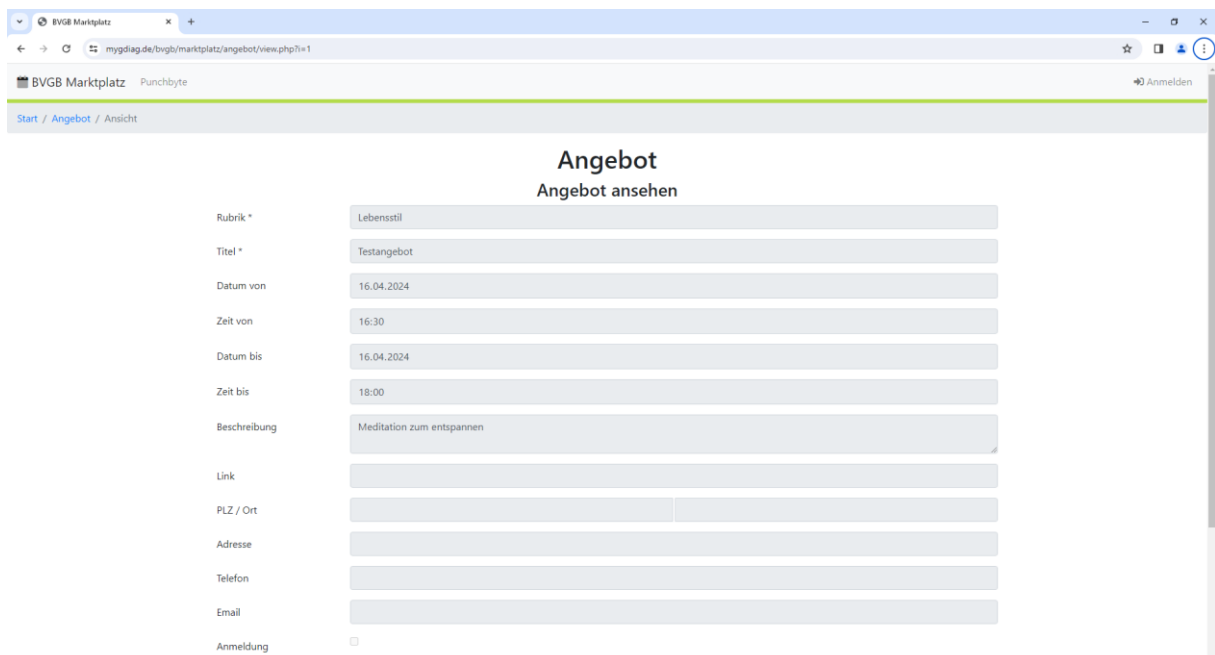 BVGB Marktplatz
mygdiag.de/bvgb/marktplatz/angebot/view.php?i=1
BVGB Marktplatz Punchbyte Anmelden
Start / Angebot / Ansicht
Angebot
Angebot ansehen
Rubrik * Lebensstil
Titel * Testangebot
Datum von 16.04.2024
Zeit von 16:30
Datum bis 16.04.2024
Zeit bis 18:00
Beschreibung Meditation zum entspannen
Link
PLZ / Ort
Adresse
Telefon
Email
Anmeldung